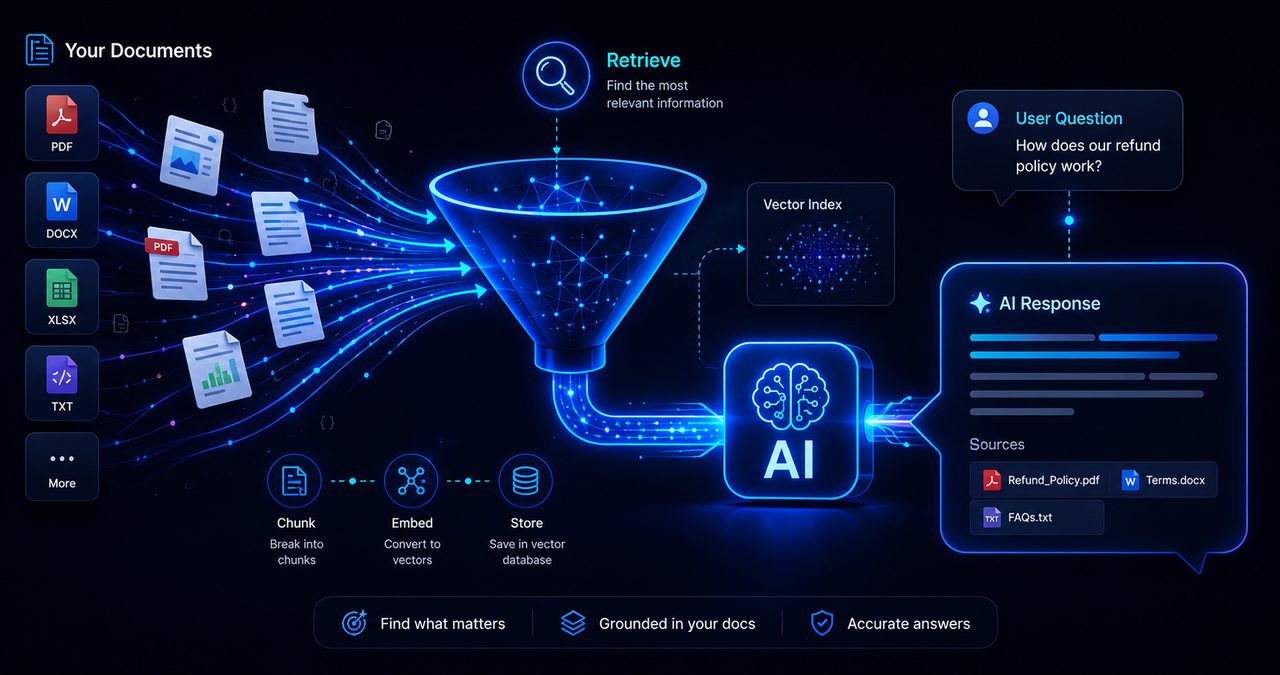 Your Documents
PDF
DOCX
XLSX
TXT
More
PDF
W
Retrieve
Find the most
relevant information
Chunk
Break into
chunks
Embed
Convert to
vectors
Store
Save in vector
database
Vector Index
AI
User Question
How does our refund
policy work?
AI Response
Sources
Refund_Policy.pdf
W
Terms.docx
TXT
FAQs.txt
Find what matters
Grounded in your docs
Accurate answers